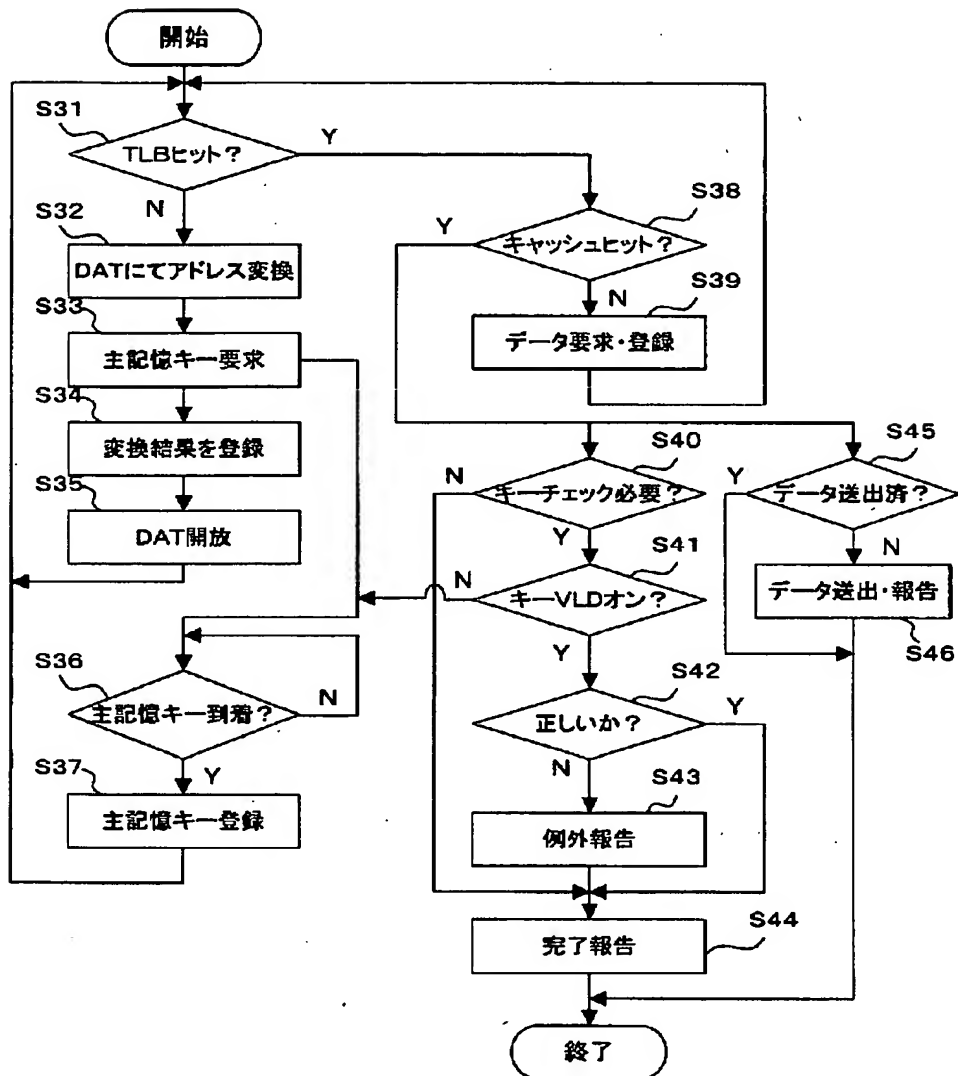 開始
S31
TLBヒット?
Y
N
S32
DATにてアドレス変換
S33
主記憶キー要求
S34
変換結果を登録
S35
DAT開放
S36
主記憶キー到着?
N
Y
S37
主記憶キー登録
S38
キャッシュヒット?
Y
N
S39
データ要求・登録
S40
キーチェック必要?
N
Y
S41
キーVLDオン?
N
Y
S42
正しいか?
Y
N
S43
例外報告
S44
完了報告
S45
データ送出済?
Y
N
データ送出・報告
S46
終了